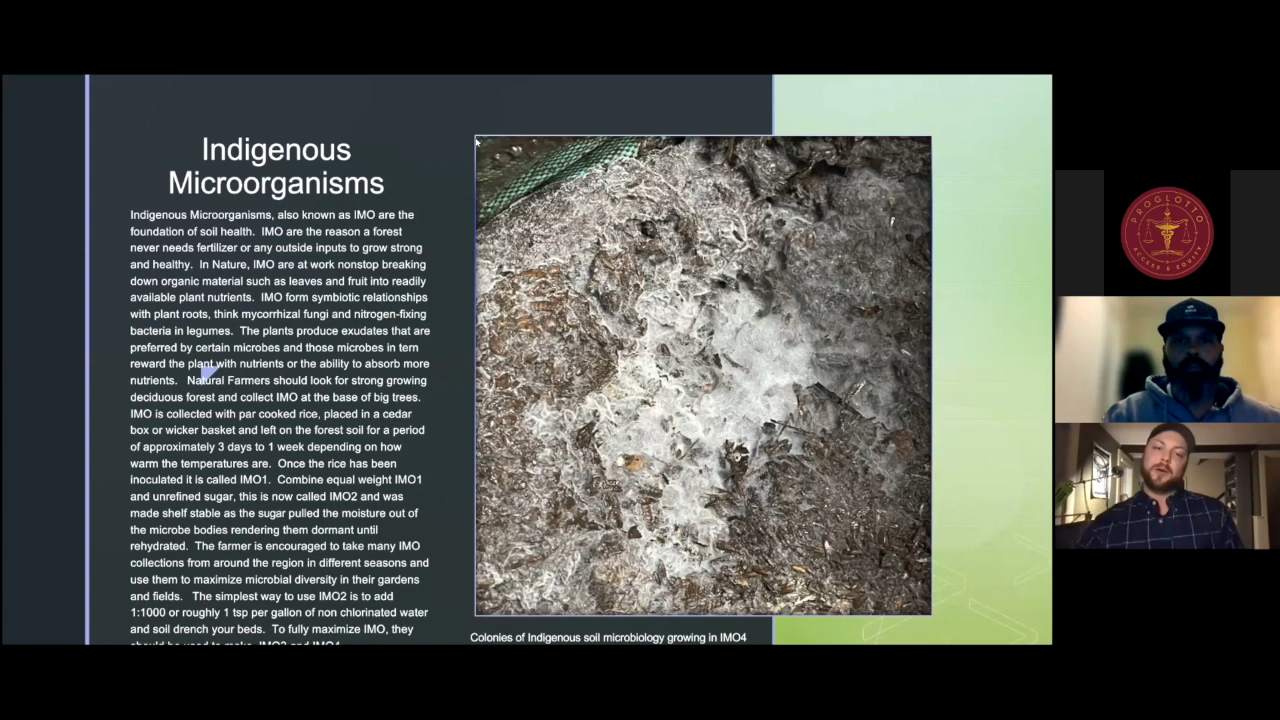 Indigenous
Microorganisms
Indigenous Microorganisms, also known as IMO are the
foundation of soil health.  IMO are the reason a forest
never needs fertilizer or any outside inputs to grow strong
and healthy.  In Nature, IMO are at work nonstop breaking
down organic material such as leaves and fruit into readily
available plant nutrients.  IMO form symbiotic relationships
with plant roots, think mycorrhizal fungi and nitrogen-fixing
bacteria in legumes.  The plants produce exudates that are
preferred by certain microbes and those microbes in tern
reward the plant with nutrients or the ability to absorb more
nutrients.   Natural Farmers should look for strong growing
deciduous forest and collect IMO at the base of big trees.
IMO is collected with par cooked rice, placed in a cedar
box or wicker basket and left on the forest soil for a period
of approximately 3 days to 1 week depending on how
warm the temperatures are.  Once the rice has been
inoculated it is called IMO1.  Combine equal weight IMO1
and unrefined sugar, this is now called IMO2 and was
made shelf stable as the sugar pulled the moisture out of
the microbe bodies rendering them dormant until
rehydrated.  The farmer is encouraged to take many IMO
collections from around the region in different seasons and
use them to maximize microbial diversity in their gardens
and fields.   The simplest way to use IMO2 is to add
1:1000 or roughly 1 tsp per gallon of non chlorinated water
and soil drench your beds.  To fully maximize IMO, they
should be used to make IMO3 and IMO4
Colonies of Indigenous soil microbiology growing in IMO4
PROGLOTTO
ACCESS & EQUITY